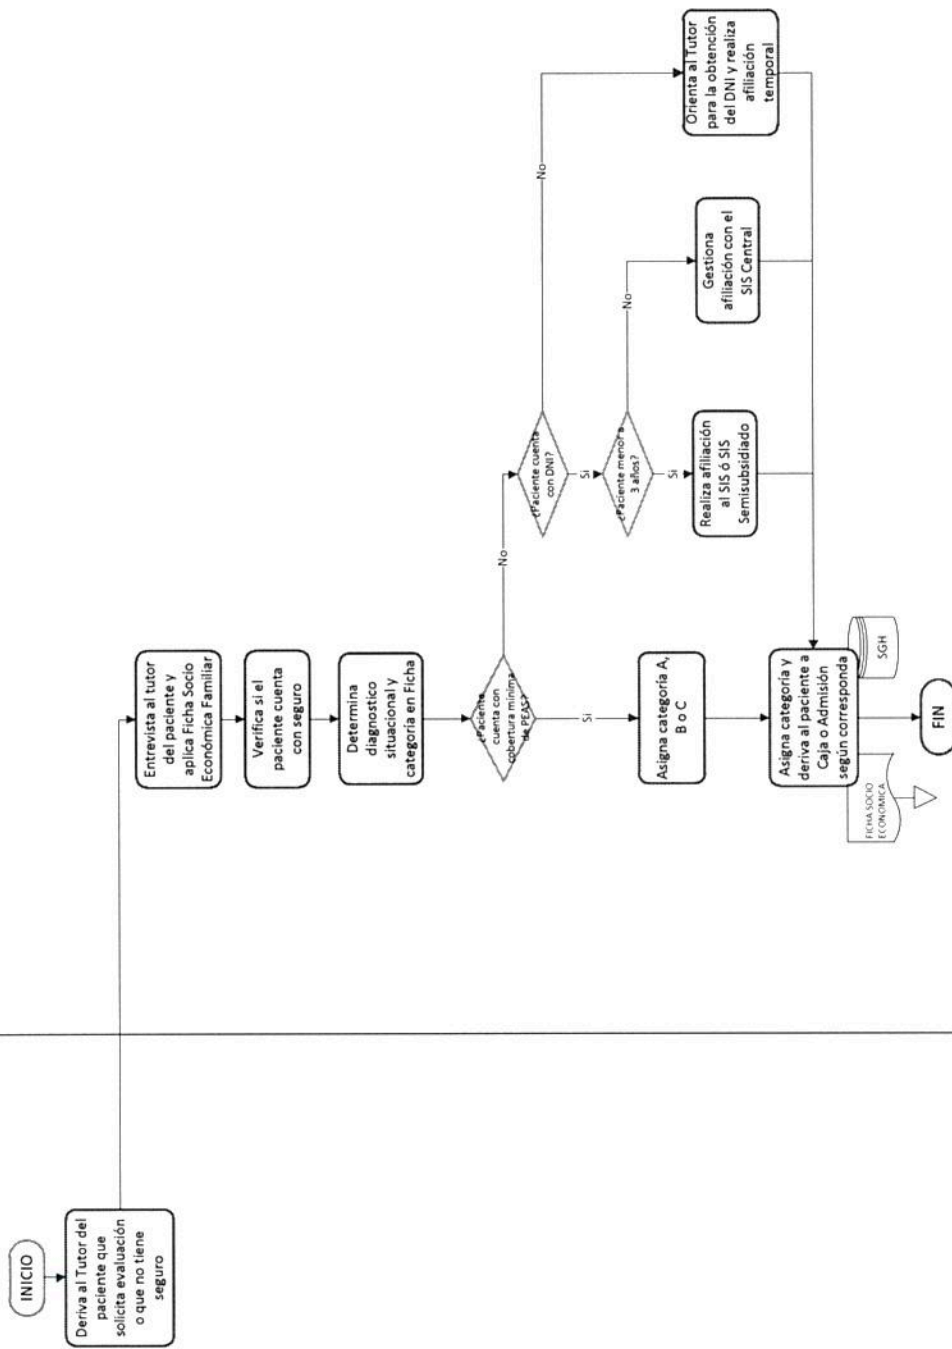 INICIO
Deriva al Tutor del
paciente que
solicita evaluación
o que no tiene
seguro
Entrevista al tutor
del paciente y
aplica Ficha Socio
Económica Familiar
Verifica si el
paciente cuenta
con seguro
Determina
diagnostico
situacional y
categoría en Ficha
¿Paciente
cuenta con
cobertura mínima
de PEAS?
No
Si
¿Paciente cuenta
con DNI?
No
Si
¿Paciente menor a
3 años?
No
Si
Asigna categoría A,
B o C
Realiza afiliación
al SIS ó SIS
Semisubsidiado
Gestiona
afiliación con el
SIS Central
Orienta al Tutor
para la obtención
del DNI y realiza
afiliación
temporal
Asigna categoría y
deriva al paciente a
Caja o Admisión
según corresponda
FICHA SOCIO
ECONOMICA
SGH
FIN